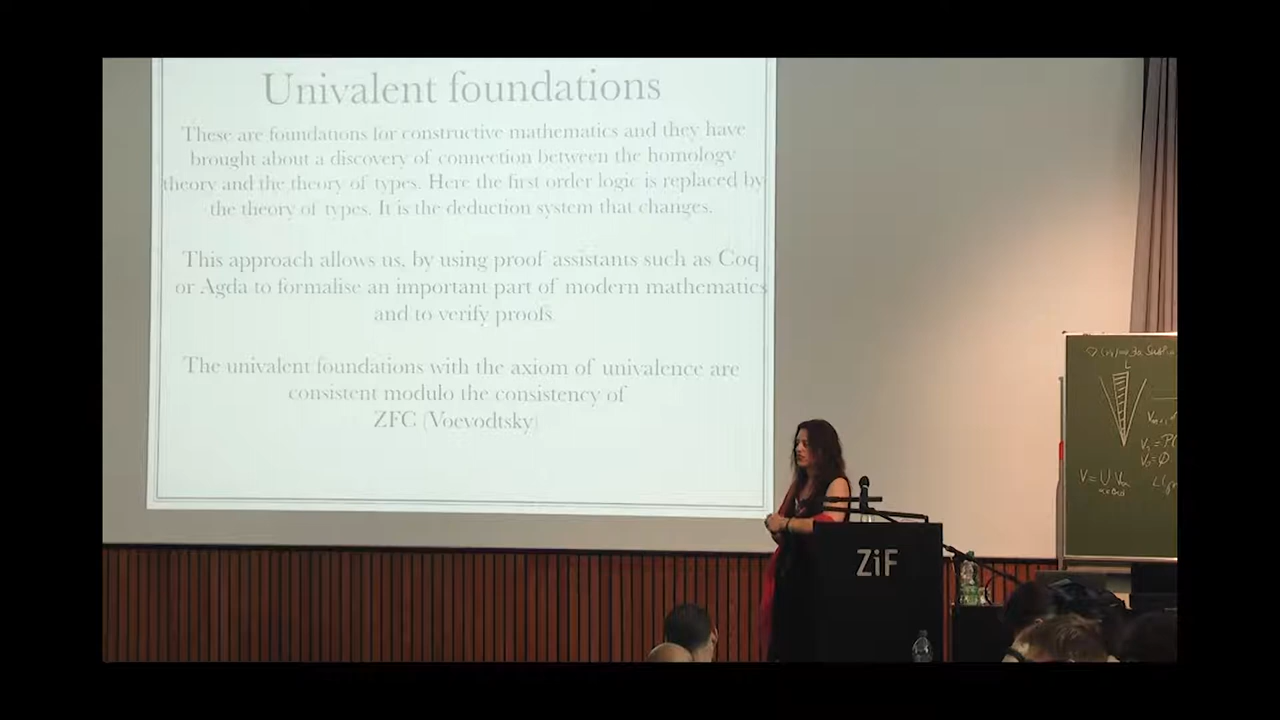 Univalent foundations
These are foundations for constructive mathematics and they have
brought about a discovery of connection between the homology
theory and the theory of types. Here the first order logic is replaced by
the theory of types. It is the deduction system that changes.
This approach allows us, by using proof assistants such as Coq
or Agda to formalise an important part of modern mathematics
and to verify proofs.
The univalent foundations with the axiom of univalence are
consistent modulo the consistency of
ZFC (Voevodtsky)
ZiF
L
V₀=∅